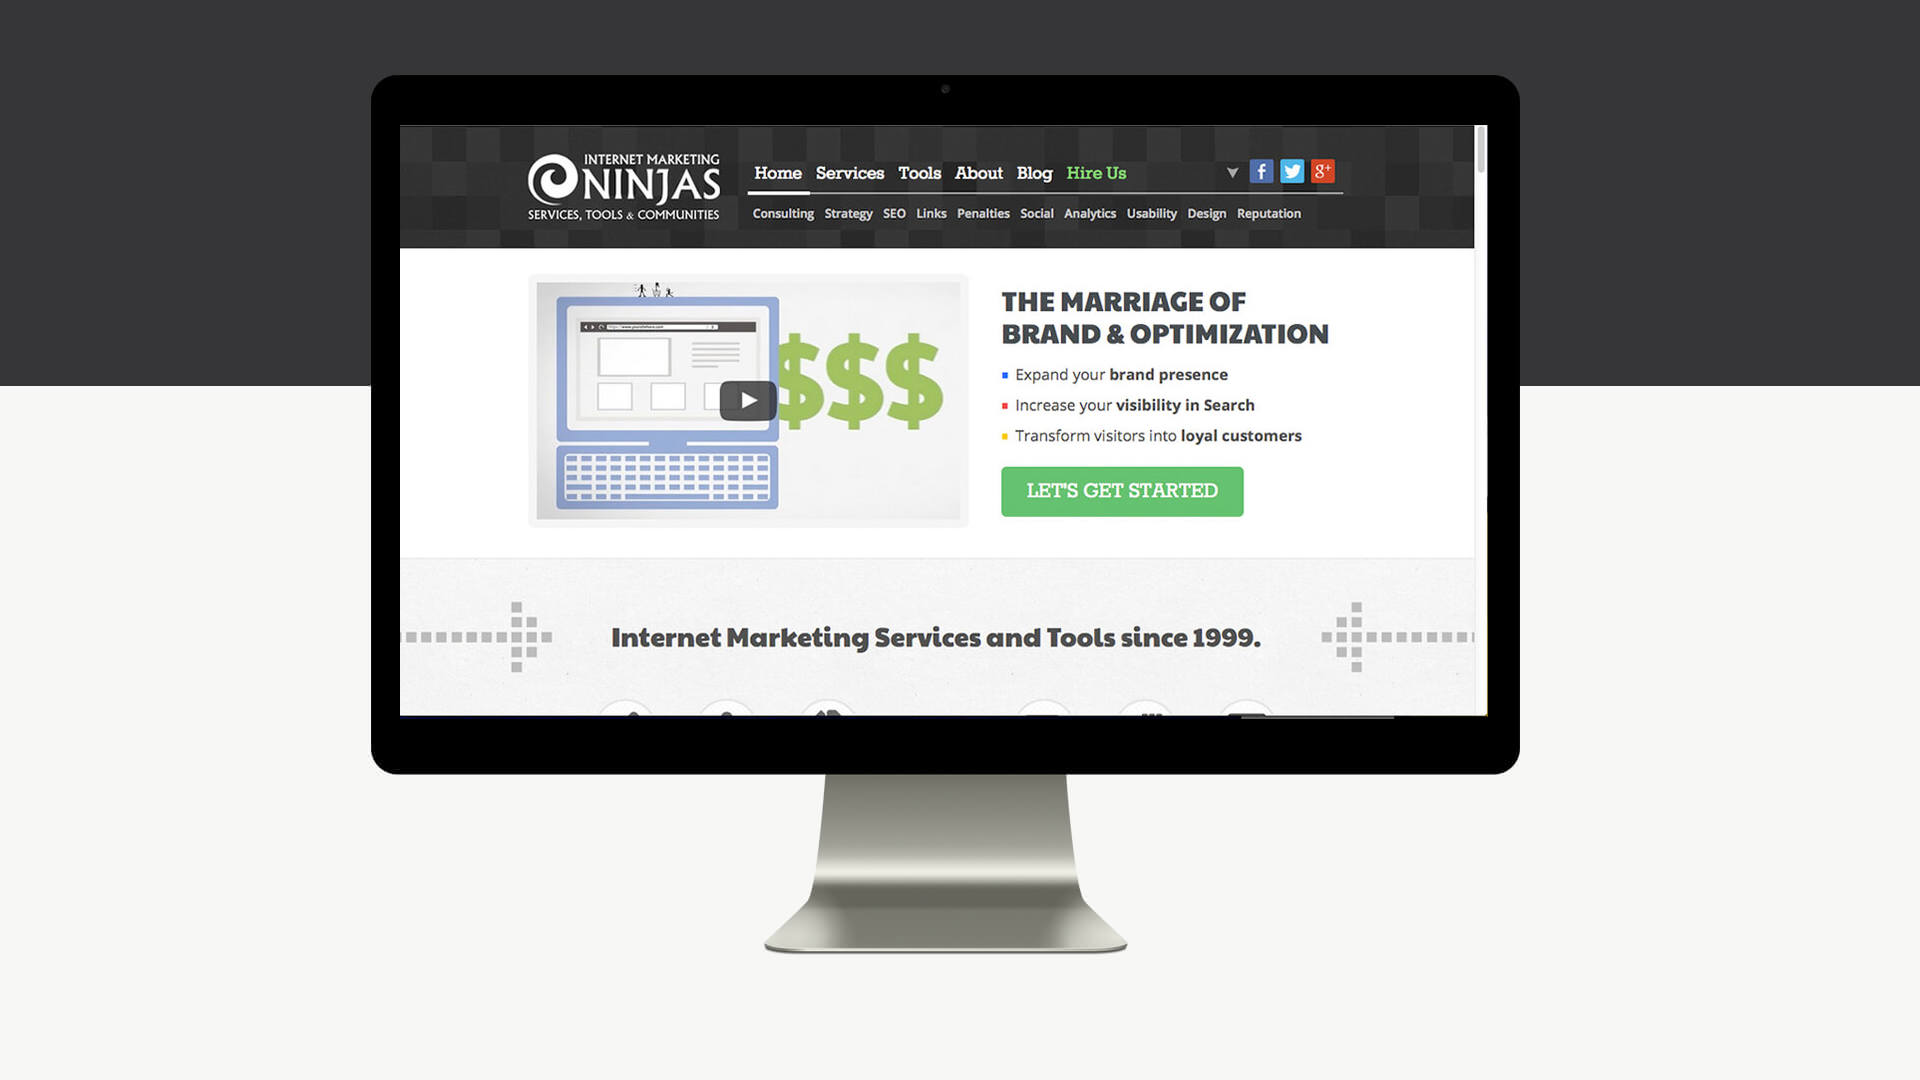 INTERNET MARKETING
NINJAS
SERVICES, TOOLS & COMMUNITIES
Home Services Tools About Blog Hire Us
f g+
Consulting Strategy SEO Links Penalties Social Analytics Usability Design Reputation
$$$
THE MARRIAGE OF
BRAND & OPTIMIZATION
Expand your brand presence
Increase your visibility in Search
Transform visitors into loyal customers
LET'S GET STARTED
Internet Marketing Services and Tools since 1999.